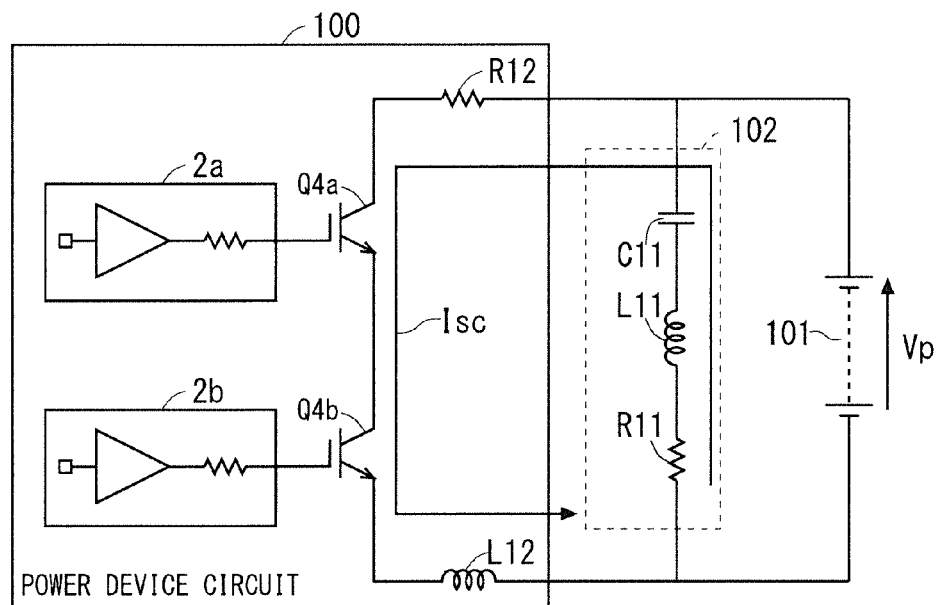 100
R12
102
2a
Q4a
C11
L11
Isc
101
Vp
2b
Q4b
R11
L12
POWER DEVICE CIRCUIT